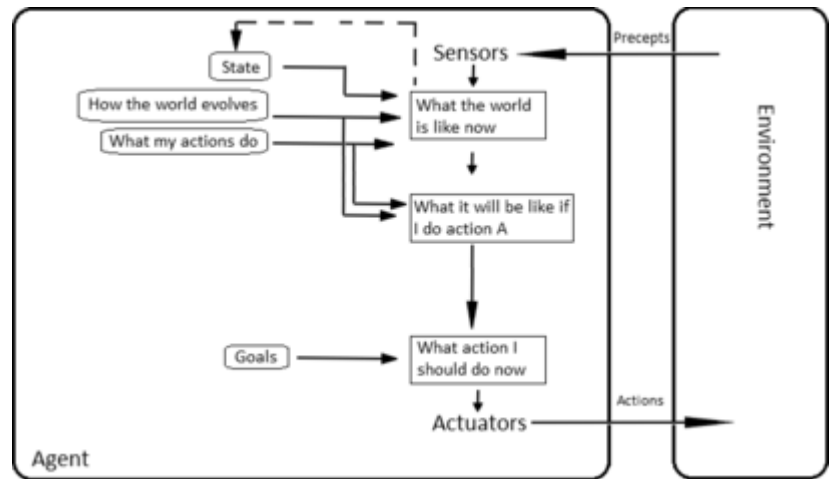 Precepts
Sensors
State
How the world evolves
What the world
is like now
What my actions do
Environment
What it will be like if
I do action A
What action I
should do now
Goals
Actions
Actuators
Agent